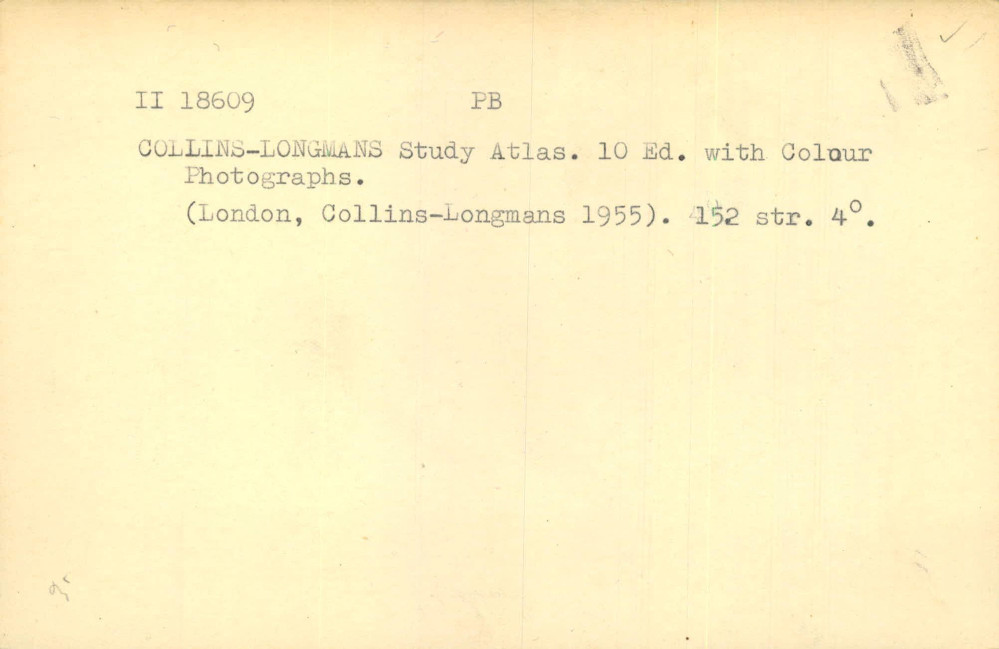 II 18609 PB
COLLINS-LONGMANS Study Atlas. 10 Ed. with Colour
Photographs.
(London, Collins-Longmans 1955). 152 str. 4°.